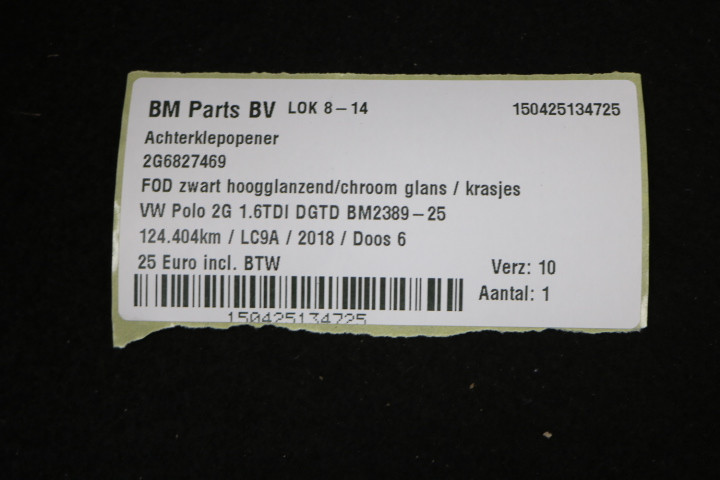 BM Parts BV LOK 8-14 150425134725
Achterklepopener
2G6827469
FOD zwart hoogglanzend/chroom glans / krasjes
VW Polo 2G 1.6TDI DGTD BM2389-25
124.404km / LC9A / 2018 / Doos 6
25 Euro incl. BTW
Verz: 10
Aantal: 1
150425134725